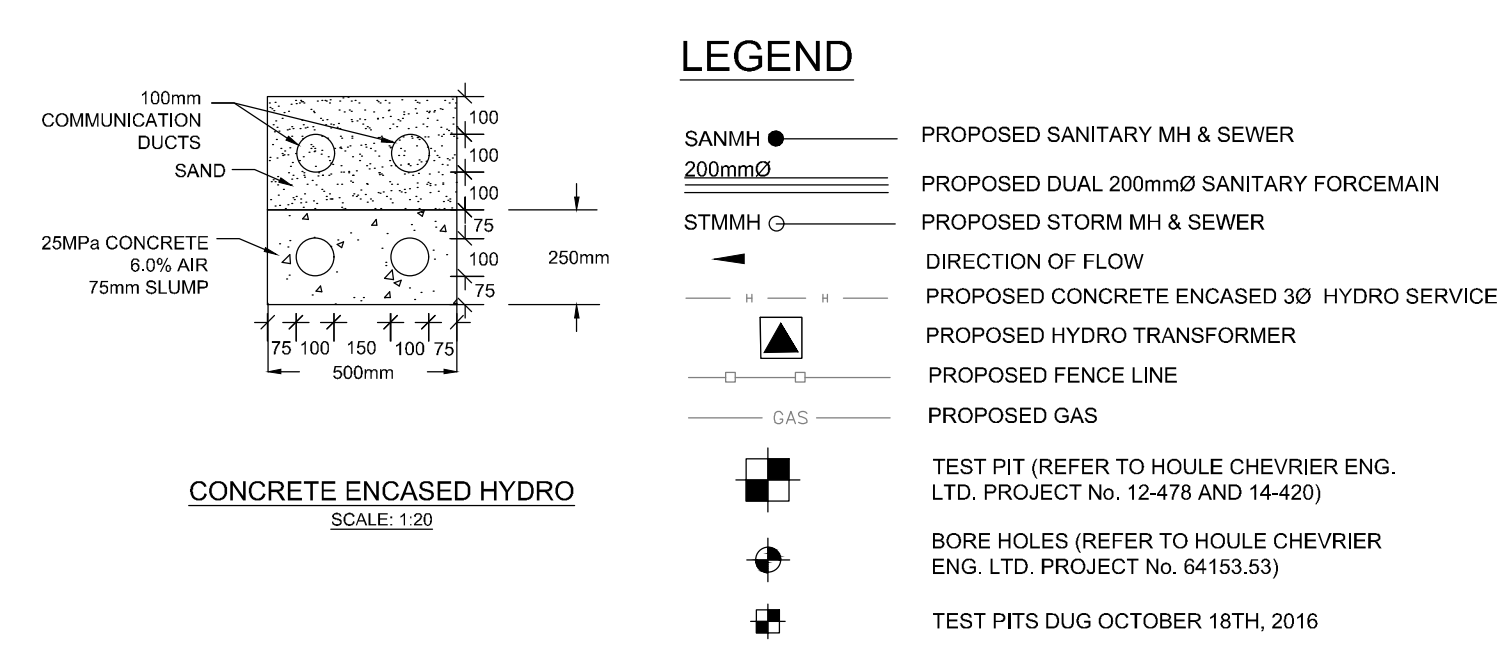 100mm
COMMUNICATION
DUCTS
SAND
25MPa CONCRETE
6.0% AIR
75mm SLUMP
100
100
100
75
100
75
250mm
75 100 150 100 75
500mm
CONCRETE ENCASED HYDRO
SCALE: 1:20
LEGEND
SANMH PROPOSED SANITARY MH & SEWER
200mmØ
PROPOSED DUAL 200mmØ SANITARY FORCEMAIN
STMMH PROPOSED STORM MH & SEWER
DIRECTION OF FLOW
H H PROPOSED CONCRETE ENCASED 3Ø HYDRO SERVICE
PROPOSED HYDRO TRANSFORMER
PROPOSED FENCE LINE
GAS PROPOSED GAS
TEST PIT (REFER TO HOULE CHEVRIER ENG.
LTD. PROJECT No. 12-478 AND 14-420)
BORE HOLES (REFER TO HOULE CHEVRIER
ENG. LTD. PROJECT No. 64153.53)
TEST PITS DUG OCTOBER 18TH, 2016